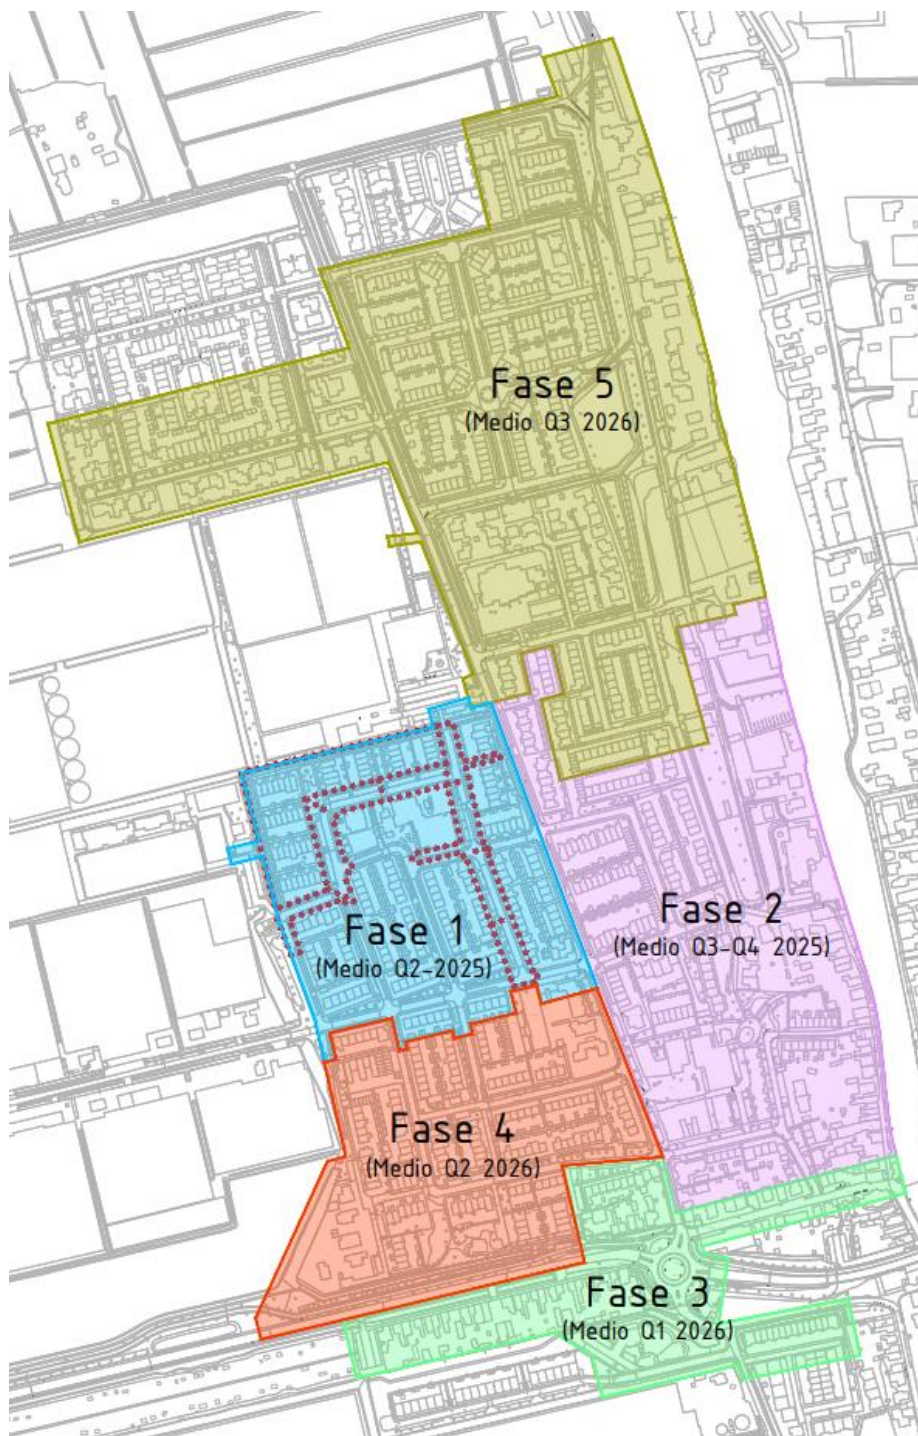 Fase 5
(Medio Q3 2026)
Fase 2
(Medio Q3-Q4 2025)
Fase 1
(Medio Q2-2025)
Fase 4
(Medio Q2 2026)
Fase 3
(Medio Q1 2026)